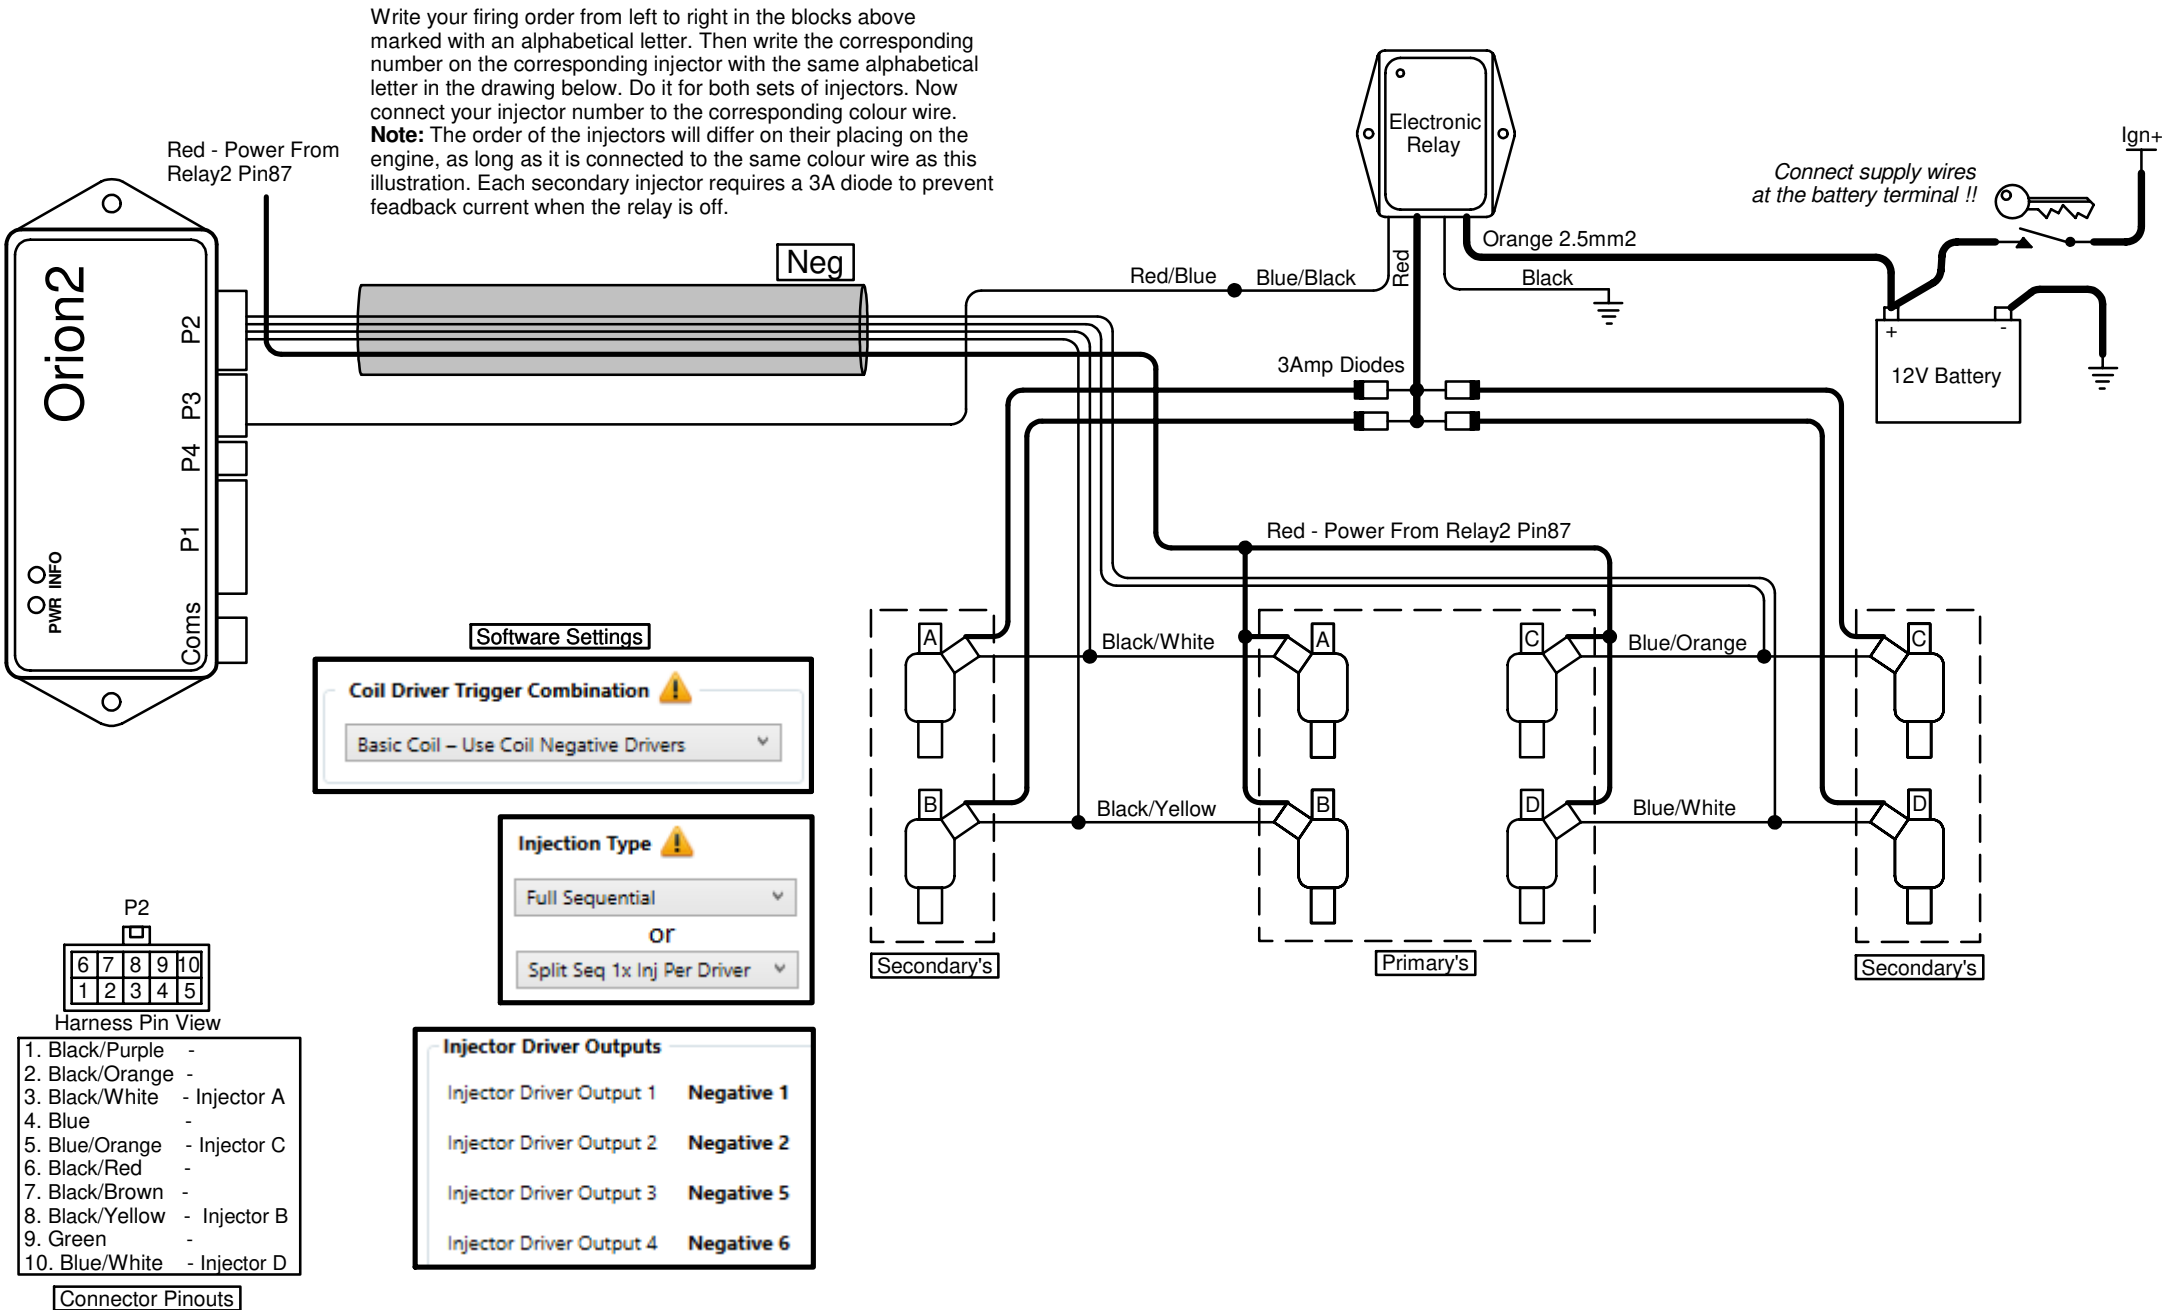 Write your firing order from left to right in the blocks above
marked with an alphabetical letter. Then write the corresponding
number on the corresponding injector with the same alphabetical
letter in the drawing below. Do it for both sets of injectors. Now
connect your injector number to the corresponding colour wire.
Note: The order of the injectors will differ on their placing on the
engine, as long as it is connected to the same colour wire as this
illustration. Each secondary injector requires a 3A diode to prevent
feadback current when the relay is off.
Red - Power From
Relay2 Pin87
Neg
Orion2
P2
P3
P4
P1
Coms
INFO
PWR
Electronic
Relay
Red/Blue
Blue/Black
Red
Orange 2.5mm2
Black
Connect supply wires
at the battery terminal !!
Ign+
+
-
12V Battery
3Amp Diodes
Red - Power From Relay2 Pin87
A
Black/White
A
C
Blue/Orange
C
B
Black/Yellow
B
D
Blue/White
D
Secondary's
Primary's
Secondary's
Software Settings
Coil Driver Trigger Combination
Basic Coil – Use Coil Negative Drivers
Injection Type
Full Sequential
or
Split Seq 1x Inj Per Driver
Injector Driver Outputs
Injector Driver Output 1 Negative 1
Injector Driver Output 2 Negative 2
Injector Driver Output 3 Negative 5
Injector Driver Output 4 Negative 6
P2
6 7 8 9 10
1 2 3 4 5
Harness Pin View
1. Black/Purple -
2. Black/Orange -
3. Black/White - Injector A
4. Blue -
5. Blue/Orange - Injector C
6. Black/Red -
7. Black/Brown -
8. Black/Yellow - Injector B
9. Green -
10. Blue/White - Injector D
Connector Pinouts